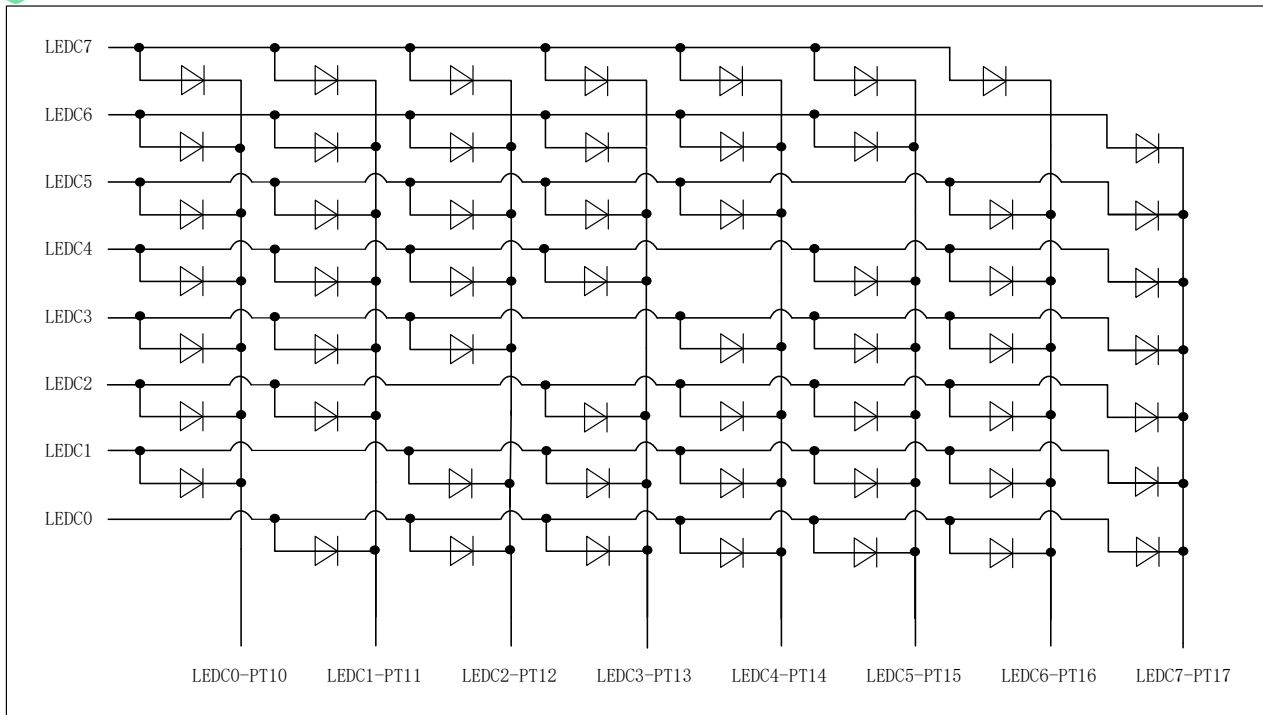 LEDC7
LEDC6
LEDC5
LEDC4
LEDC3
LEDC2
LEDC1
LEDC0
LEDC0-PT10 LEDC1-PT11 LEDC2-PT12 LEDC3-PT13 LEDC4-PT14 LEDC5-PT15 LEDC6-PT16 LEDC7-PT17